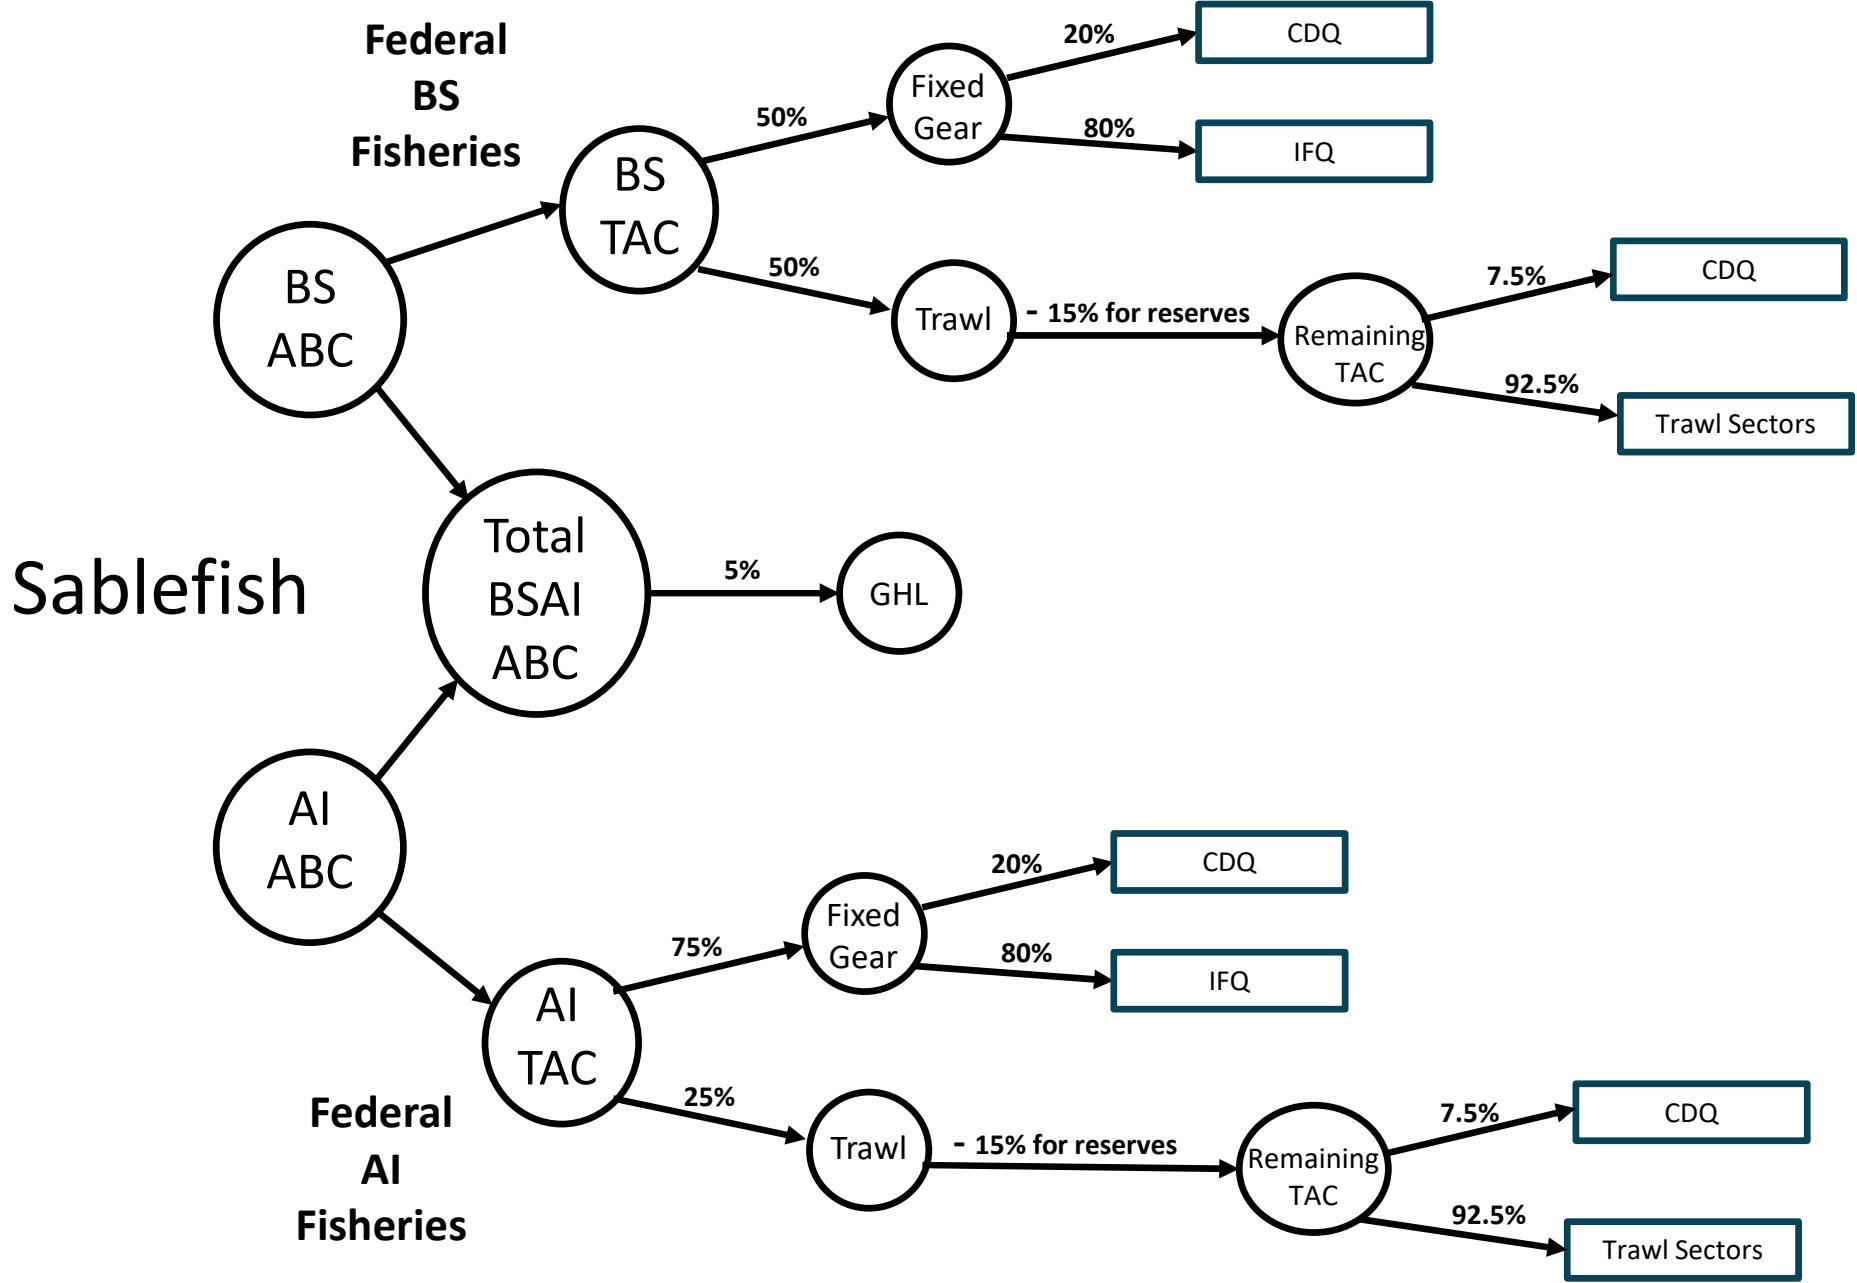 Federal
BS
Fisheries
20%
CDQ
Fixed
Gear
50%
80%
IFQ
BS
TAC
50%
Trawl
- 15% for reserves
Remaining
TAC
7.5%
CDQ
92.5%
Trawl Sectors
BS
ABC
Sablefish
Total
BSAI
ABC
5%
GHL
AI
ABC
20%
CDQ
Fixed
Gear
75%
80%
IFQ
AI
TAC
25%
Trawl
- 15% for reserves
Remaining
TAC
7.5%
CDQ
92.5%
Trawl Sectors
Federal
AI
Fisheries